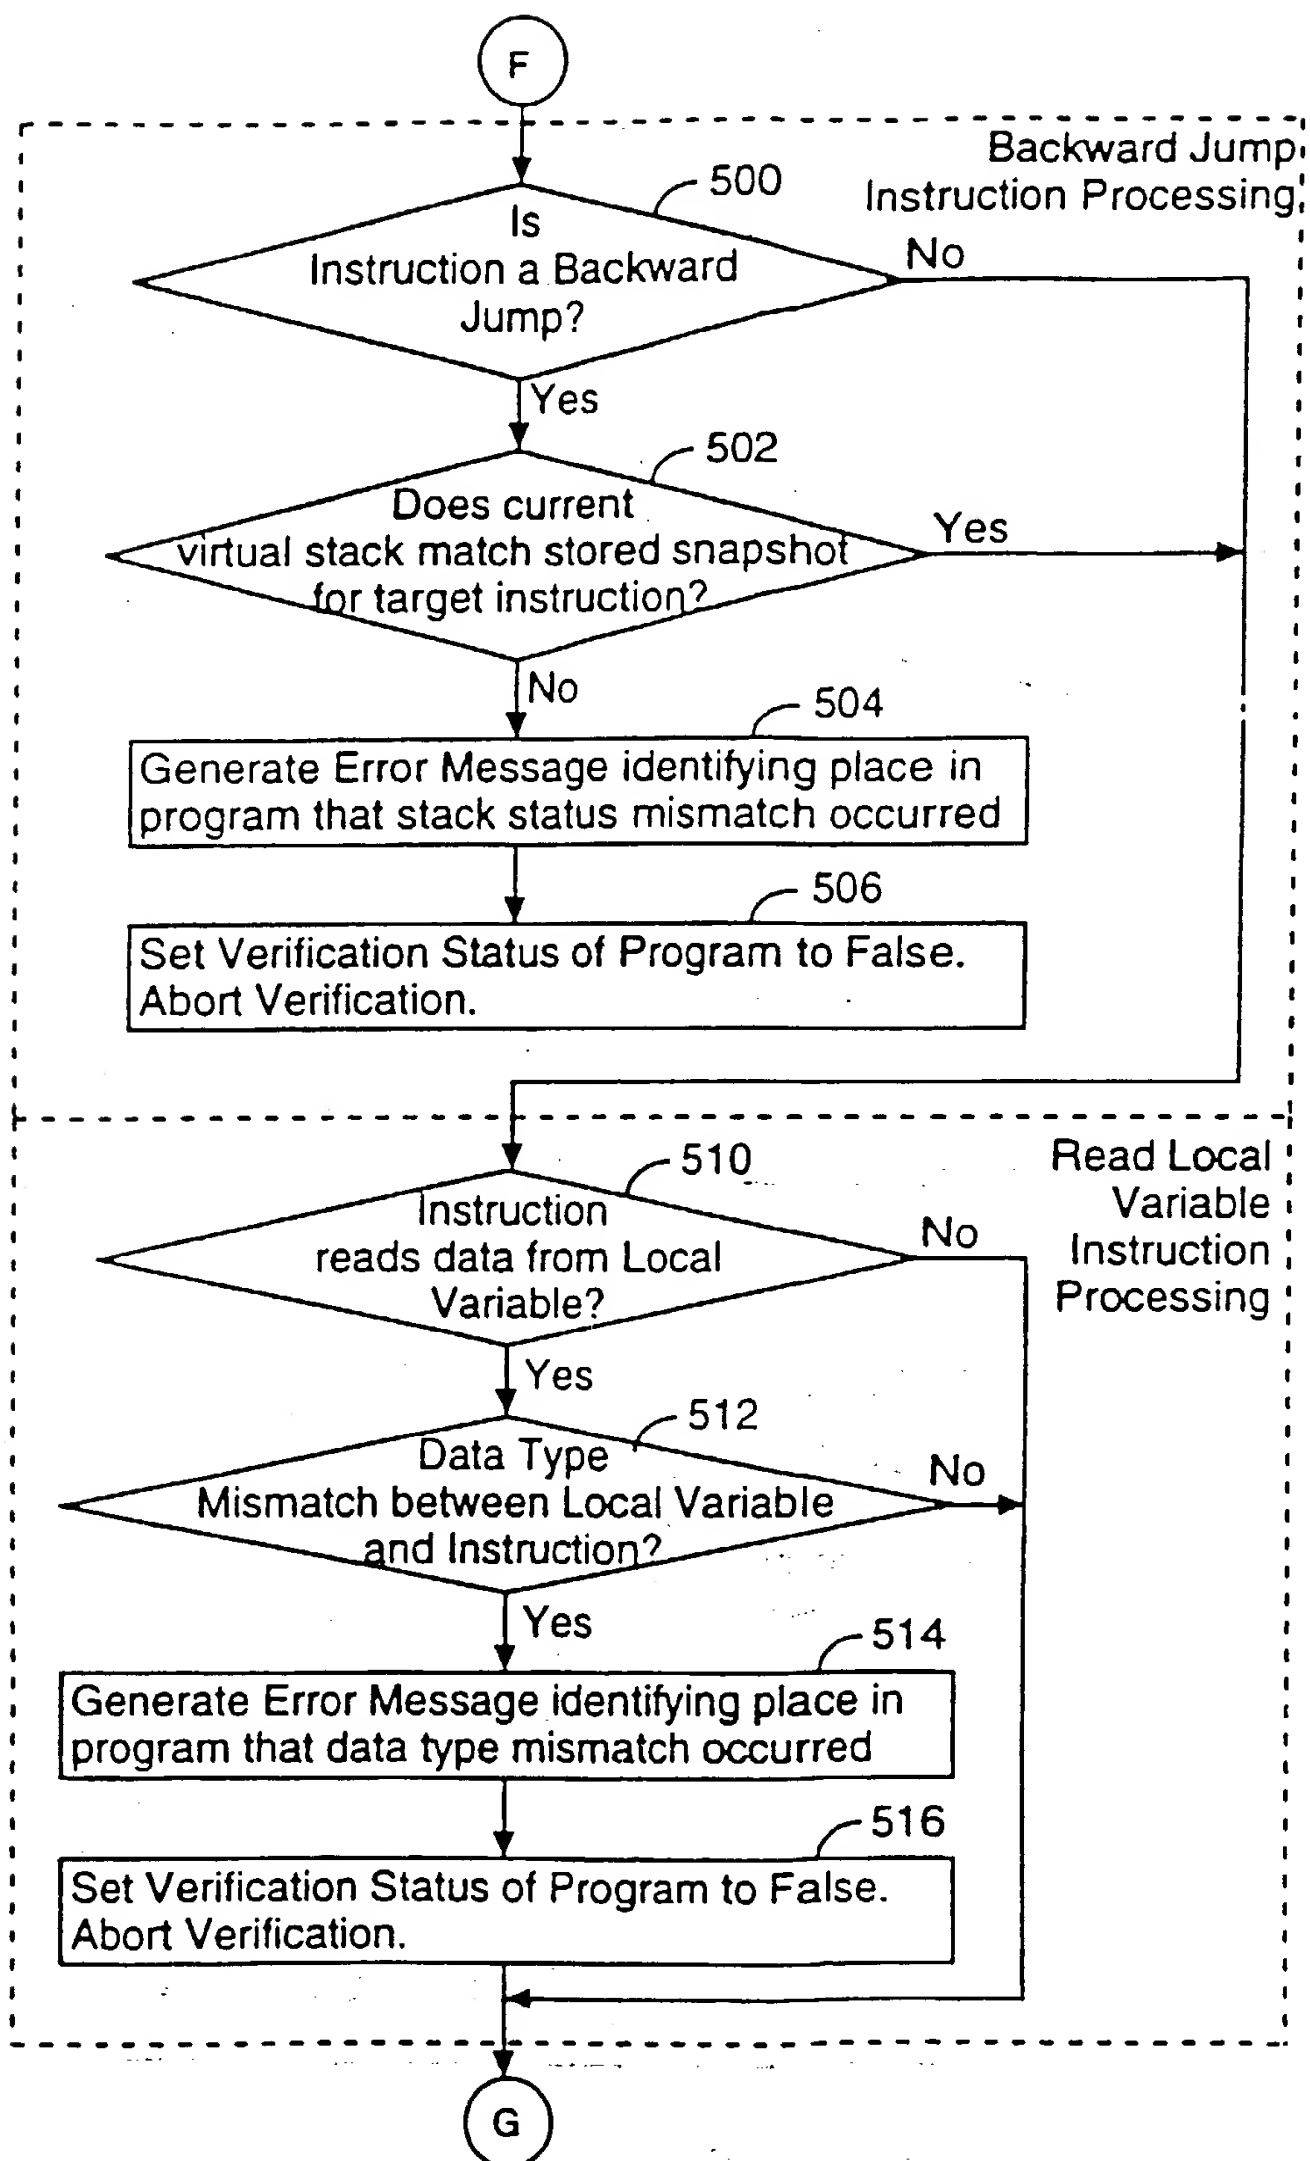 F
Backward Jump
Instruction Processing
500
Is
Instruction a Backward
Jump?
No
Yes
502
Does current
virtual stack match stored snapshot
for target instruction?
Yes
No
504
Generate Error Message identifying place in
program that stack status mismatch occurred
506
Set Verification Status of Program to False.
Abort Verification.
Read Local
Variable
Instruction
Processing
510
Instruction
reads data from Local
Variable?
No
Yes
512
Data Type
Mismatch between Local Variable
and Instruction?
No
Yes
514
Generate Error Message identifying place in
program that data type mismatch occurred
516
Set Verification Status of Program to False.
Abort Verification.
G